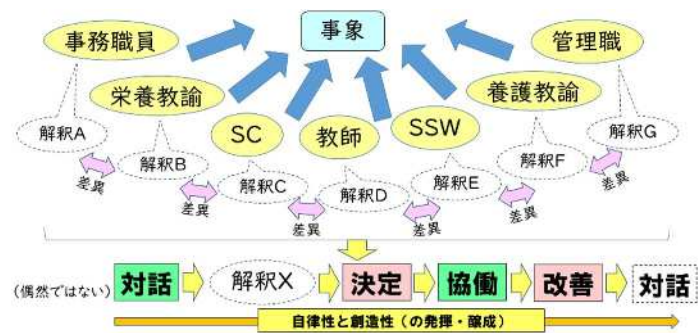 事象
事務職員
管理職
栄養教諭
養護教諭
SC
教師
SSW
解釈A
解釈B
解釈C
解釈D
解釈E
解釈F
解釈G
差異
差異
差異
差異
差異
差異
(偶然ではない)
対話
解釈X
決定
協働
改善
対話
自律性と創造性(の発揮・醸成)